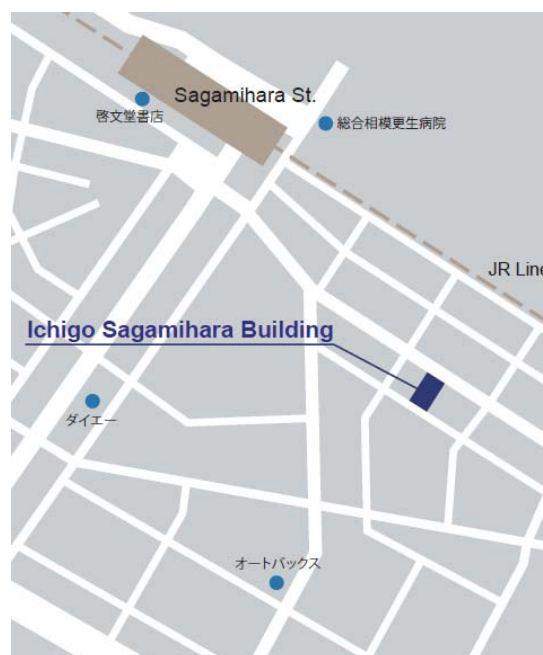 Sagamihara St.
啓文堂書店
総合相模更生病院
JR Line
Ichigo Sagamihara Building
ダイエー
オートバックス